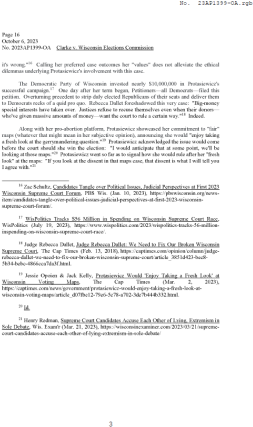 No. 23AP1399-OA.rgb
Page 16
October 6, 2023
No. 2023AP1399-OA Clarke v. Wisconsin Elections Commission
it's wrong."¹⁶ Calling her preferred case outcomes her "values" does not alleviate the ethical
dilemmas underlying Protasiewicz's involvement with this case.
The Democratic Party of Wisconsin invested nearly $10,000,000 in Protasiewicz's
successful campaign.¹⁷ One day after her term began, Petitioners—all Democrats—filed this
petition. Overturning precedent to strip duly elected Republicans of their seats and deliver them
to Democrats reeks of a quid pro quo. Rebecca Dallet foreshadowed this very case: "Big-money
special interests have taken over. Justices refuse to recuse themselves even when their donors—
who've given massive amounts of money—want the court to rule a certain way."¹⁸ Indeed.
Along with her pro-abortion platform, Protasiewicz showcased her commitment to "fair"
maps (whatever that might mean in her subjective opinion), announcing she would "enjoy taking
a fresh look at the gerrymandering question."¹⁹ Protasiewicz acknowledged the issue would come
before the court should she win the election: "I would anticipate that at some point, we'll be
looking at those maps."²⁰ Protasiewicz went so far as to signal how she would rule after her "fresh
look" at the maps: "If you look at the dissent in that maps case, that dissent is what I will tell you
I agree with."²¹
¹⁶ Zac Schultz, Candidates Tangle over Political Issues, Judicial Perspectives at First 2023
Wisconsin Supreme Court Forum, PBS Wis. (Jan. 10, 2023), https://pbswisconsin.org/news-
item/candidates-tangle-over-political-issues-judicial-perspectives-at-first-2023-wisconsin-
supreme-court-forum/.
¹⁷ WisPolitics Tracks $56 Million in Spending on Wisconsin Supreme Court Race,
WisPolitics (July 19, 2023), https://www.wispolitics.com/2023/wispolitics-tracks-56-million-
in-spending-on-wisconsin-supreme-court-race/.
¹⁸ Judge Rebecca Dallet, Judge Rebecca Dallet: We Need to Fix Our Broken Wisconsin
Supreme Court, The Cap Times (Feb. 13, 2018), https://captimes.com/opinion/column/judge-
rebecca-dallet-we-need-to-fix-our-broken-wisconsin-supreme-court/article
¹⁹ Jessie Opoien & Jack Kelly, Protasiewicz Would 'Enjoy Taking a Fresh Look' at
Wisconsin Voting Maps, The Cap Times (Mar. 2, 2023),
https://captimes.com/news/government/protasiewicz-would-enjoy-taking-a-fresh-look-at-
wisconsin-voting-maps/article
²⁰ Id.
²¹ Henry Redman, Supreme Court Candidates Accuse Each Other of Lying, Extremism in
Sole Debate, Wis. Exam'r (Mar. 21, 2023), https://wisconsinexaminer.com/2023/03/21/supreme-
court-candidates-accuse-each-other-of-lying-extremism-in-sole-debate/
3